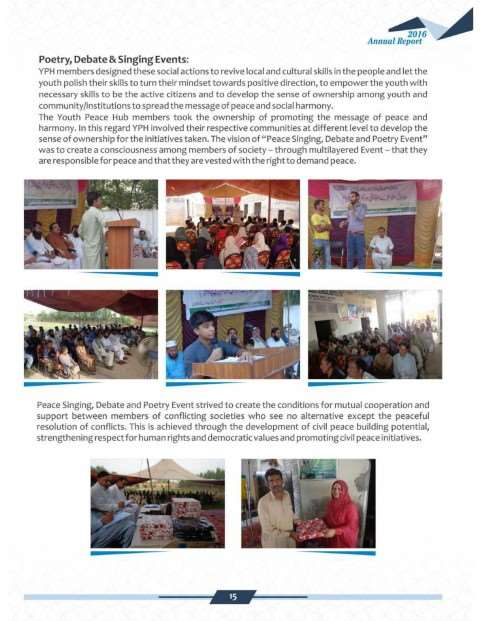 2016
Annual Report
Poetry, Debate & Singing Events:
YPH members designed these social actions to revive local and cultural skills in the people and let the
youth polish their skills to turn their mindset towards positive direction, to empower the youth with
necessary skills to be the active citizens and to develop the sense of ownership among youth and
community/institutions to spread the message of peace and social harmony.
The Youth Peace Hub members took the ownership of promoting the message of peace and
harmony. In this regard YPH involved their respective communities at different level to develop the
sense of ownership for the initiatives taken. The vision of “Peace Singing, Debate and Poetry Event”
was to create a consciousness among members of society – through multilayered Event – that they
are responsible for peace and that they are vested with the right to demand peace.
Peace Singing, Debate and Poetry Event strived to create the conditions for mutual cooperation and
support between members of conflicting societies who see no alternative except the peaceful
resolution of conflicts. This is achieved through the development of civil peace building potential,
strengthening respect for human rights and democratic values and promoting civil peace initiatives.
15